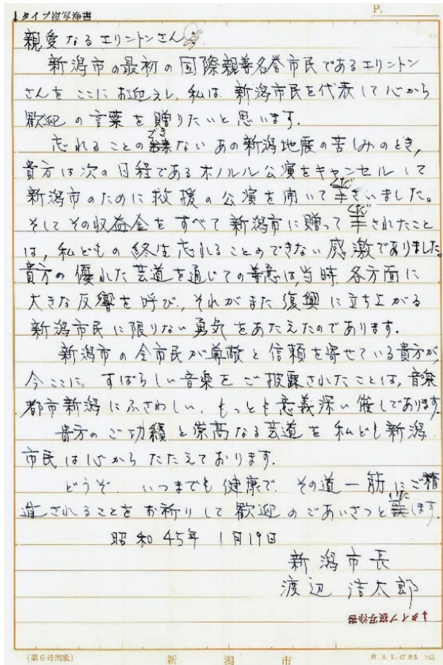 ↓タイプ複写浄書
P.
親愛なるエリントンさん
新潟市の最初の国際親善名誉市民であるエリントン
さんをここにお迎えし、私は、新潟市民を代表して心から
歓迎の言葉を贈りたいと思います。
忘れることのできない あの新潟地震の苦しみのとき、
貴方は次の日程であるホノルル公演をキャンセルして
新潟市のために救援の公演を開いて下さいました。
そしてその収益金をすべて新潟市に贈って下されたこと
は、私どもの終生忘れることのできない感激でありました。
貴方の優れた芸道を通じての善意は、当時、各方面に
大きな反響を呼び、それがまた復興に立ち上がる
新潟市民に限りない勇気をあたえたのであります。
新潟市の全市民が尊敬と信頼を寄せている貴方が、
今ここに、すばらしい音楽をご披露されたことは、音楽
都市新潟にふさわしい、もっとも意義深い催しであります。
貴方のご功績と崇高なる芸道を私ども新潟
市民は心からたたえております。
どうぞ、いつまでも健康で、その道一筋にご精
進されることをお祈りして歓迎のごあいさつと します。
昭和45年 1月19日
新潟市長
渡辺浩太郎
↓タイプ複写浄書
(第6号用紙) 新潟市